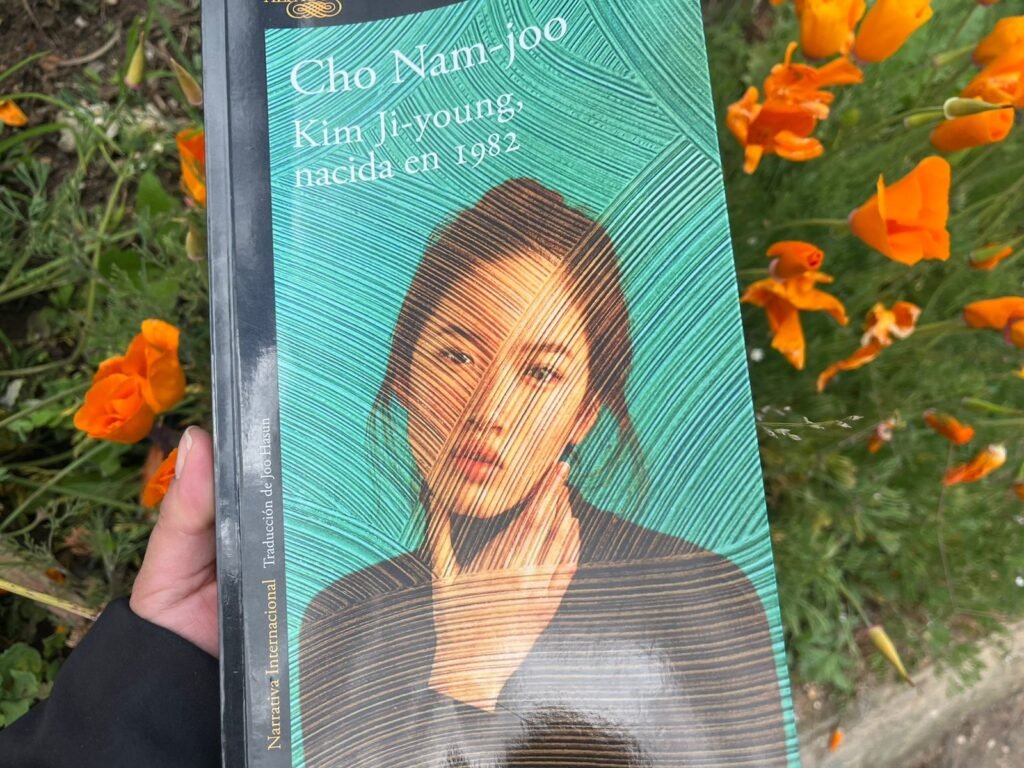 Cho Nam-joo
Kim Ji-young,
nacida en 1982
Narrativa Internacional
Traducción de Joo Hasun